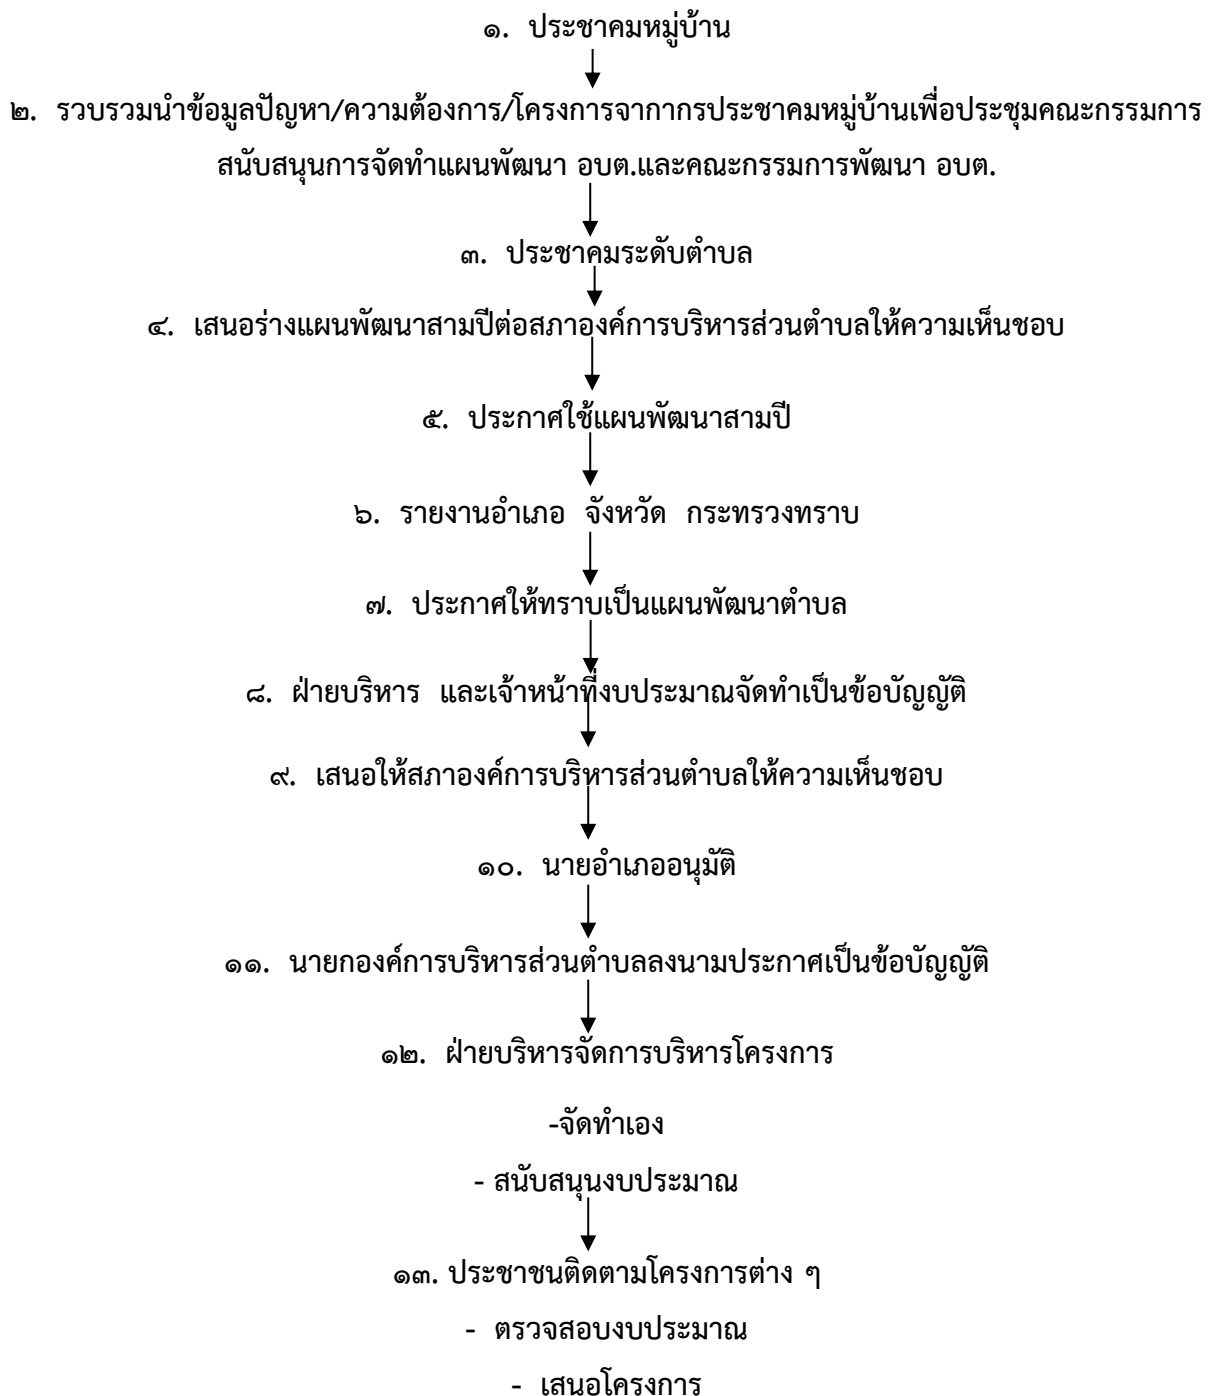 ๑. ประชาคมหมู่บ้าน
๒. รวบรวมนำข้อมูลปัญหา/ความต้องการ/โครงการจากากรประชาคมหมู่บ้านเพื่อประชุมคณะกรรมการ
สนับสนุนการจัดทำแผนพัฒนา อบต.และคณะกรรมการพัฒนา อบต.
๓. ประชาคมระดับตำบล
๔. เสนอร่างแผนพัฒนาสามปีต่อสภาองค์การบริหารส่วนตำบลให้ความเห็นชอบ
๕. ประกาศใช้แผนพัฒนาสามปี
๖. รายงานอำเภอ จังหวัด กระทรวงทราบ
๗. ประกาศให้ทราบเป็นแผนพัฒนาตำบล
๘. ฝ่ายบริหาร และเจ้าหน้าที่งบประมาณจัดทำเป็นข้อบัญญัติ
๙. เสนอให้สภาองค์การบริหารส่วนตำบลให้ความเห็นชอบ
๑๐. นายอำเภออนุมัติ
๑๑. นายกองค์การบริหารส่วนตำบลลงนามประกาศเป็นข้อบัญญัติ
๑๒. ฝ่ายบริหารจัดการบริหารโครงการ
-จัดทำเอง
- สนับสนุนงบประมาณ
๑๓. ประชาชนติดตามโครงการต่าง ๆ
- ตรวจสอบงบประมาณ
- เสนอโครงการ